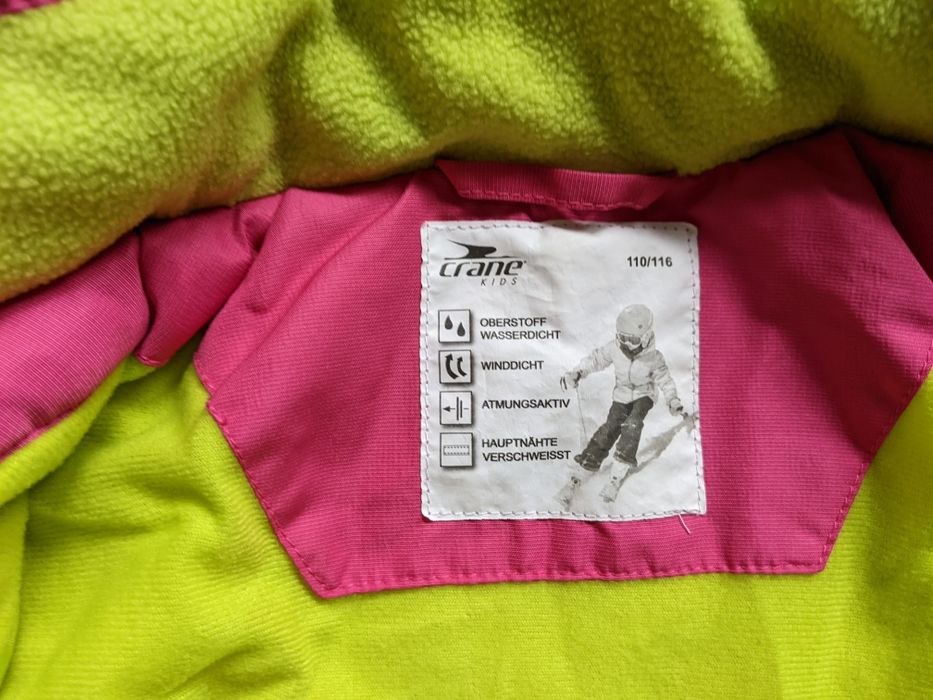 crane
KIDS
110/116
OBERSTOFF
WASSERDICHT
WINDDICHT
ATMUNGSAKTIV
HAUPTNÄHTE
VERSCHWEISST